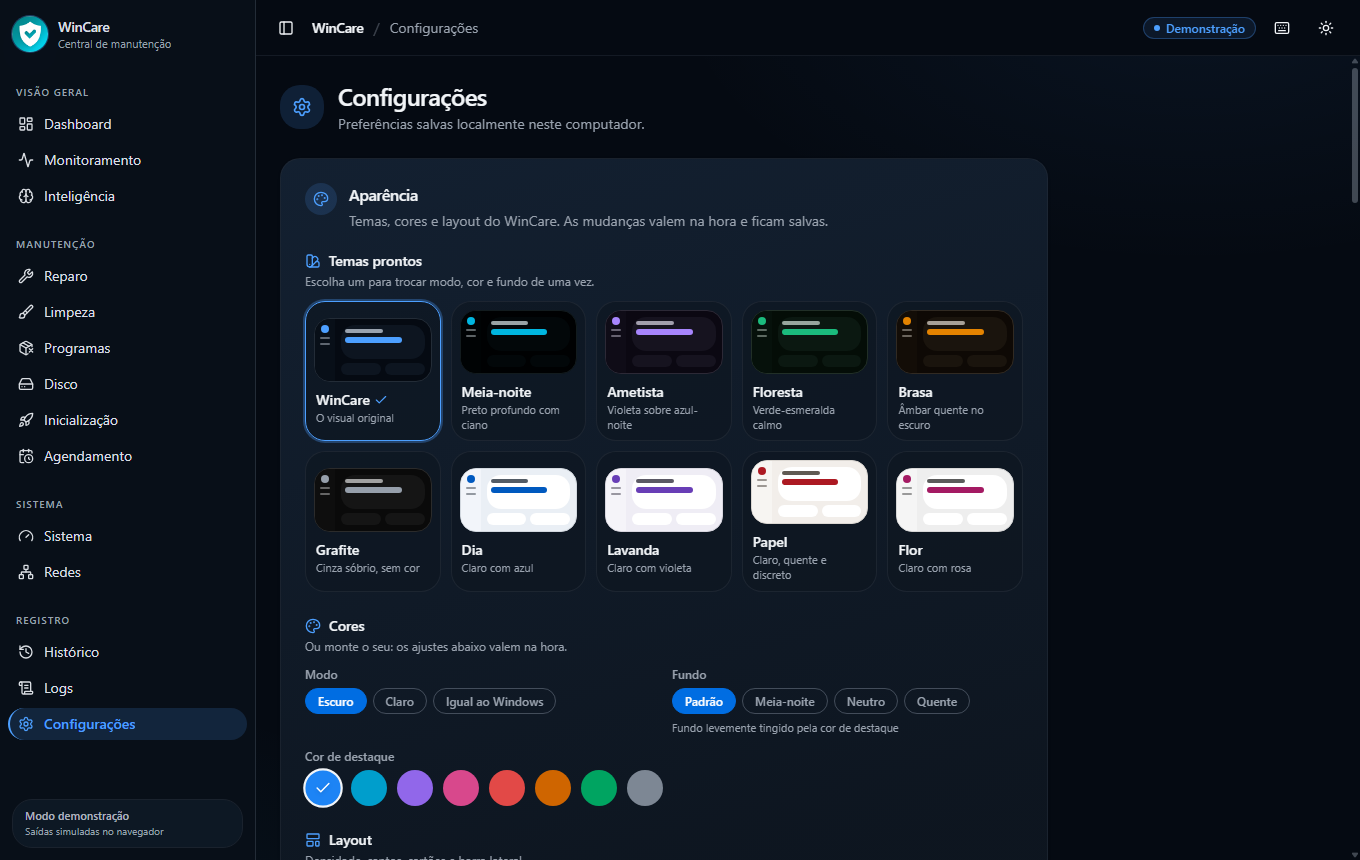 WinCare
Central de manutenção
WinCare / Configurações
Demonstração
VISÃO GERAL
Dashboard
Monitoramento
Inteligência
MANUTENÇÃO
Reparo
Limpeza
Programas
Disco
Inicialização
Agendamento
SISTEMA
Sistema
Redes
REGISTRO
Histórico
Logs
Configurações
Modo demonstração
Saídas simuladas no navegador
Configurações
Preferências salvas localmente neste computador.
Aparência
Temas, cores e layout do WinCare. As mudanças valem na hora e ficam salvas.
Temas prontos
Escolha um para trocar modo, cor e fundo de uma vez.
WinCare
O visual original
Meia-noite
Preto profundo com
ciano
Ametista
Violeta sobre azul-
noite
Floresta
Verde-esmeralda
calmo
Brasa
Âmbar quente no
escuro
Grafite
Cinza sóbrio, sem cor
Dia
Claro com azul
Lavanda
Claro com violeta
Papel
Claro, quente e
discreto
Flor
Claro com rosa
Cores
Ou monte o seu: os ajustes abaixo valem na hora.
Modo
Escuro Claro Igual ao Windows
Fundo
Padrão Meia-noite Neutro Quente
Fundo levemente tingido pela cor de destaque
Cor de destaque
Layout